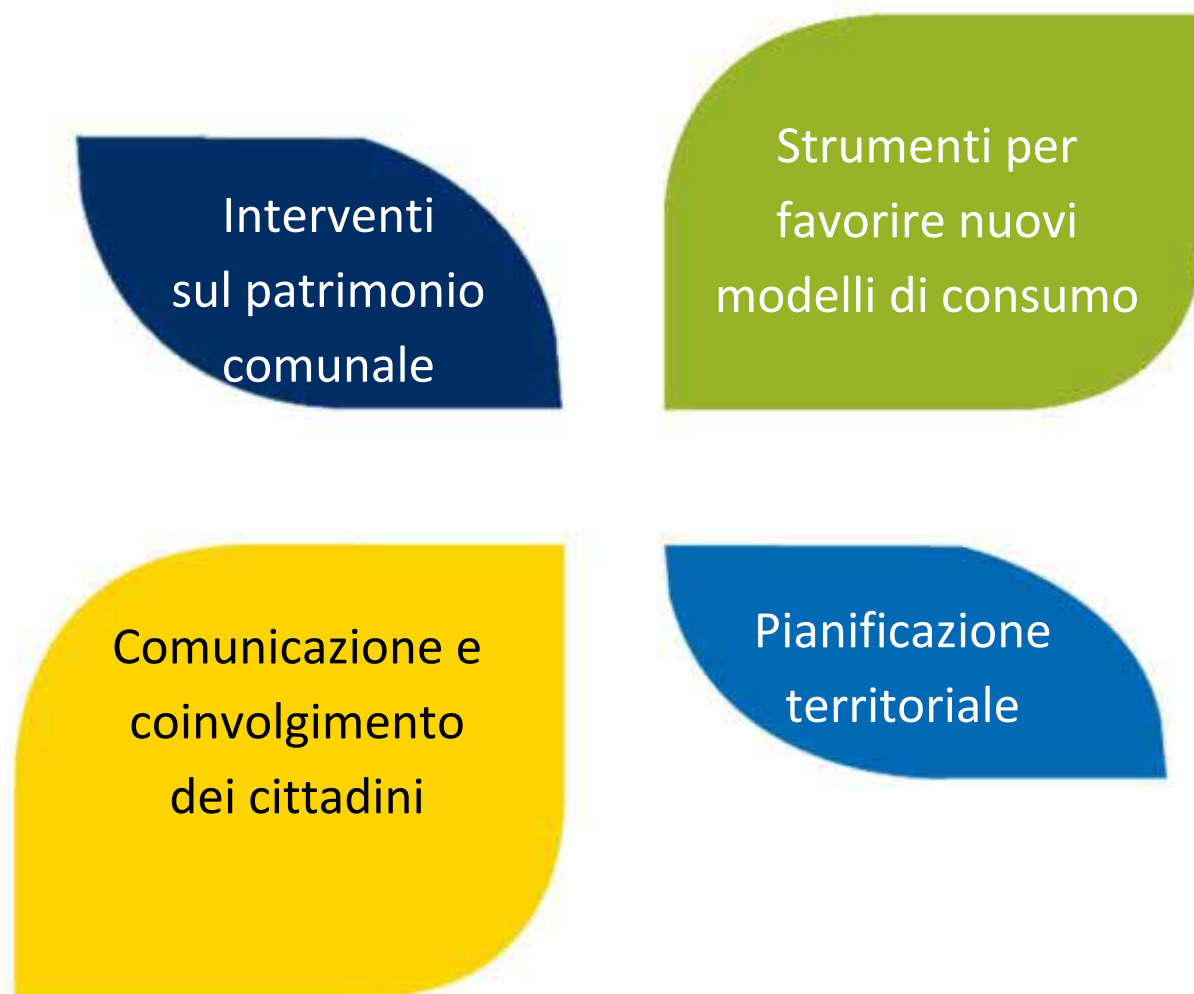 Interventi
sul patrimonio
comunale
Strumenti per
favorire nuovi
modelli di consumo
Comunicazione e
coinvolgimento
dei cittadini
Pianificazione
territoriale